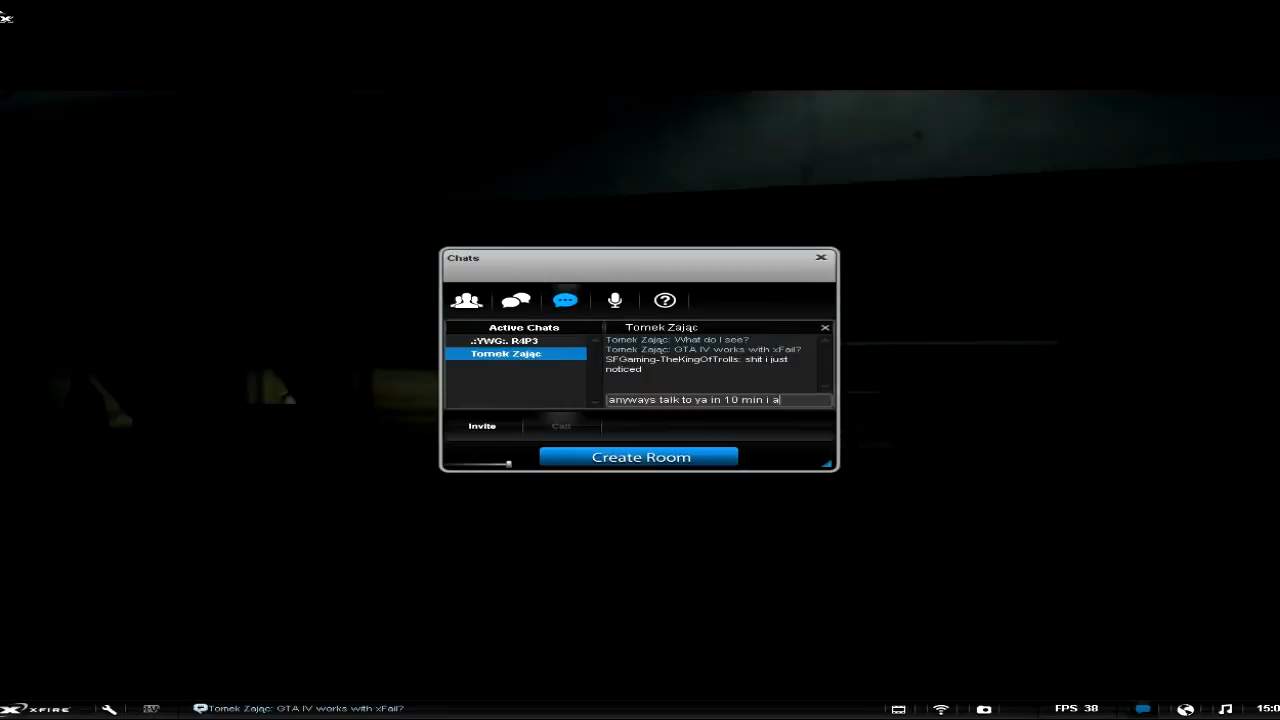 Chats
Active Chats
Tomek Zając
.:YWG:. R4P3
Tomek Zając
Tomek Zając: What do I see?
Tomek Zając: GTA IV works with xFail?
SFGaming-TheKingOfTrolls: shit i just
noticed
anyways talk to ya in 10 min i a
Invite
Call
Create Room
XFIRE
IV
Tomek Zając: GTA IV works with xFail?
FPS 38
15:0